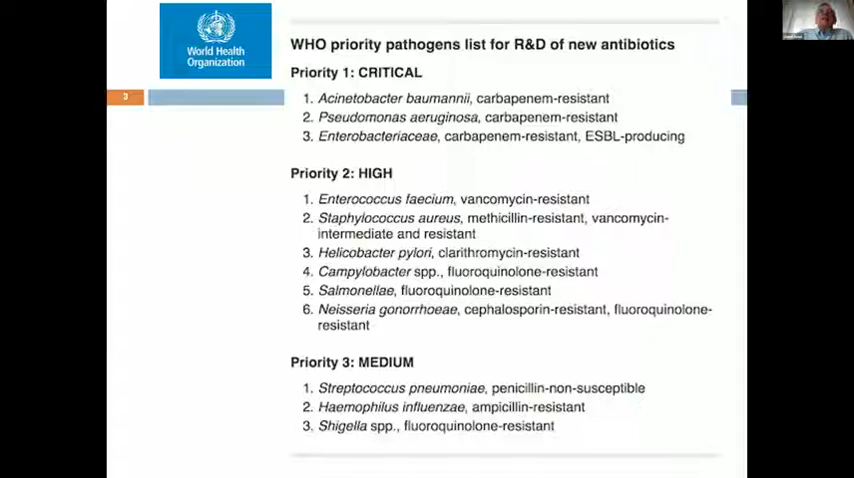 World Health
Organization
WHO priority pathogens list for R&D of new antibiotics
Priority 1: CRITICAL
3
1. Acinetobacter baumannii, carbapenem-resistant
2. Pseudomonas aeruginosa, carbapenem-resistant
3. Enterobacteriaceae, carbapenem-resistant, ESBL-producing
Priority 2: HIGH
1. Enterococcus faecium, vancomycin-resistant
2. Staphylococcus aureus, methicillin-resistant, vancomycin-
intermediate and resistant
3. Helicobacter pylori, clarithromycin-resistant
4. Campylobacter spp., fluoroquinolone-resistant
5. Salmonellae, fluoroquinolone-resistant
6. Neisseria gonorrhoeae, cephalosporin-resistant, fluoroquinolone-
resistant
Priority 3: MEDIUM
1. Streptococcus pneumoniae, penicillin-non-susceptible
2. Haemophilus influenzae, ampicillin-resistant
3. Shigella spp., fluoroquinolone-resistant